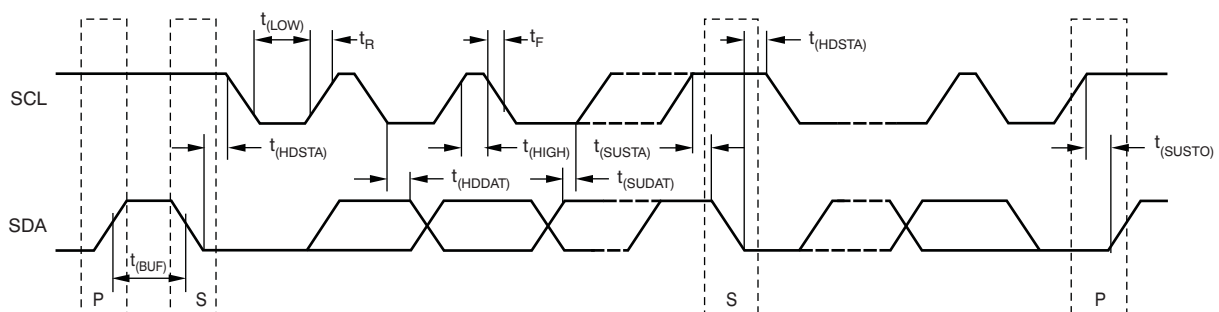 t(LOW)
tR
tF
t(HDSTA)
SCL
t(HDSTA)
t(HIGH)
t(SUSTA)
t(SUSTO)
t(HDDAT)
t(SUDAT)
SDA
t(BUF)
P
S
S
P